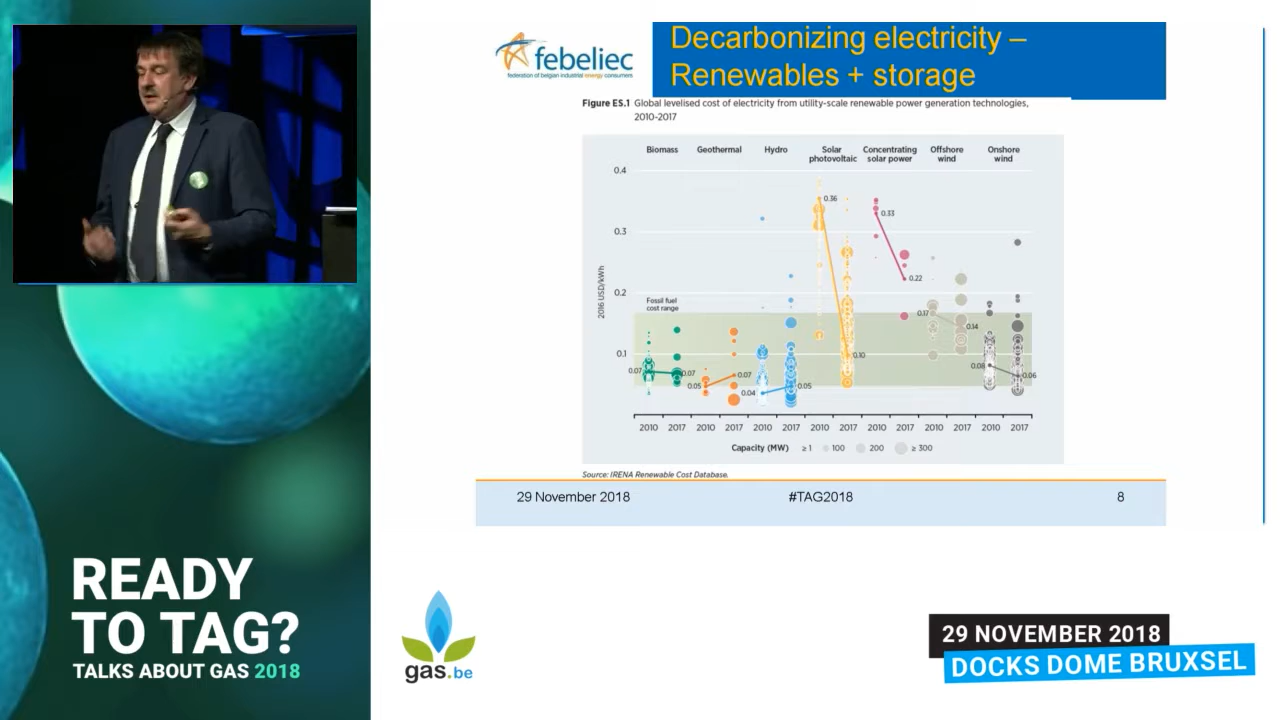 febeliec
federation of belgian industrial energy consumers
Decarbonizing electricity –
Renewables + storage
Figure ES.1 Global levelised cost of electricity from utility-scale renewable power generation technologies,
2010-2017
Biomass Geothermal Hydro Solar photovoltaic Concentrating solar power Offshore wind Onshore wind
0.4
0.3
0.2
0.1
2016 USD/kWh
Fossil fuel
cost range
0.07 0.07
0.05 0.07
0.04 0.05
0.36 0.10
0.33 0.22
0.17 0.14
0.08 0.06
2010 2017 2010 2017 2010 2017 2010 2017 2010 2017 2010 2017 2010 2017
Capacity (MW) ≥ 1 100 200 ≥ 300
Source: IRENA Renewable Cost Database.
29 November 2018 #TAG2018 8
READY
TO TAG?
TALKS ABOUT GAS 2018
gas.be
29 NOVEMBER 2018
DOCKS DOME BRUXSEL